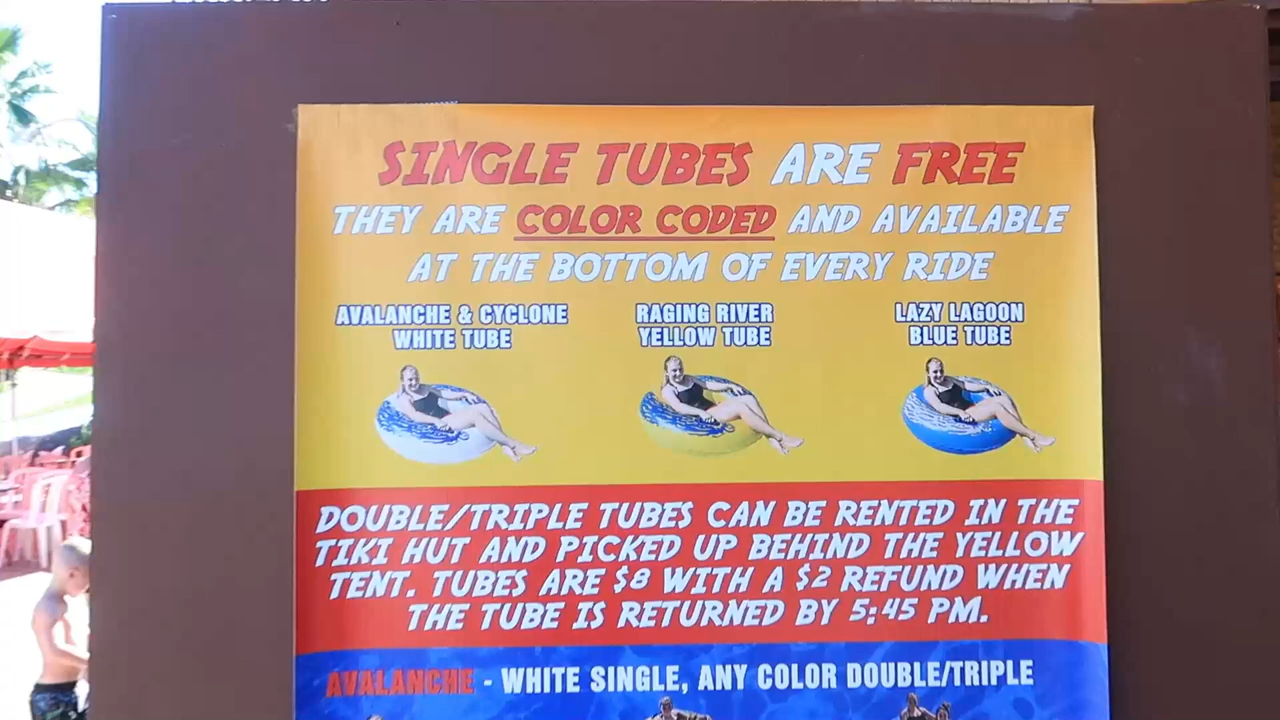 SINGLE TUBES ARE FREE
THEY ARE COLOR CODED AND AVAILABLE
AT THE BOTTOM OF EVERY RIDE
AVALANCHE & CYCLONE
WHITE TUBE
RAGING RIVER
YELLOW TUBE
LAZY LAGOON
BLUE TUBE
DOUBLE/TRIPLE TUBES CAN BE RENTED IN THE
TIKI HUT AND PICKED UP BEHIND THE YELLOW
TENT. TUBES ARE $8 WITH A $2 REFUND WHEN
THE TUBE IS RETURNED BY 5:45 PM.
AVALANCHE - WHITE SINGLE, ANY COLOR DOUBLE/TRIPLE